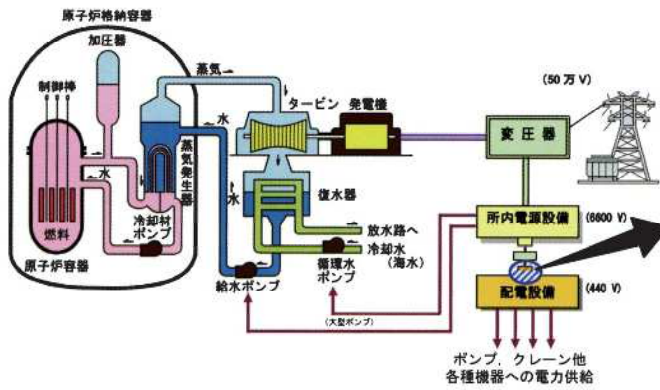 原子炉格納容器
加圧器
制御棒
蒸気
水
水
蒸気発生器
冷却材
ポンプ
燃料
原子炉容器
タービン
発電機
(50万V)
変圧器
復水器
水
放水路へ
冷却水
(海水)
循環水
ポンプ
給水ポンプ
(大型ポンプ)
所内電源設備
(6600 V)
配電設備
(440 V)
ポンプ, クレーン他
各種機器への電力供給